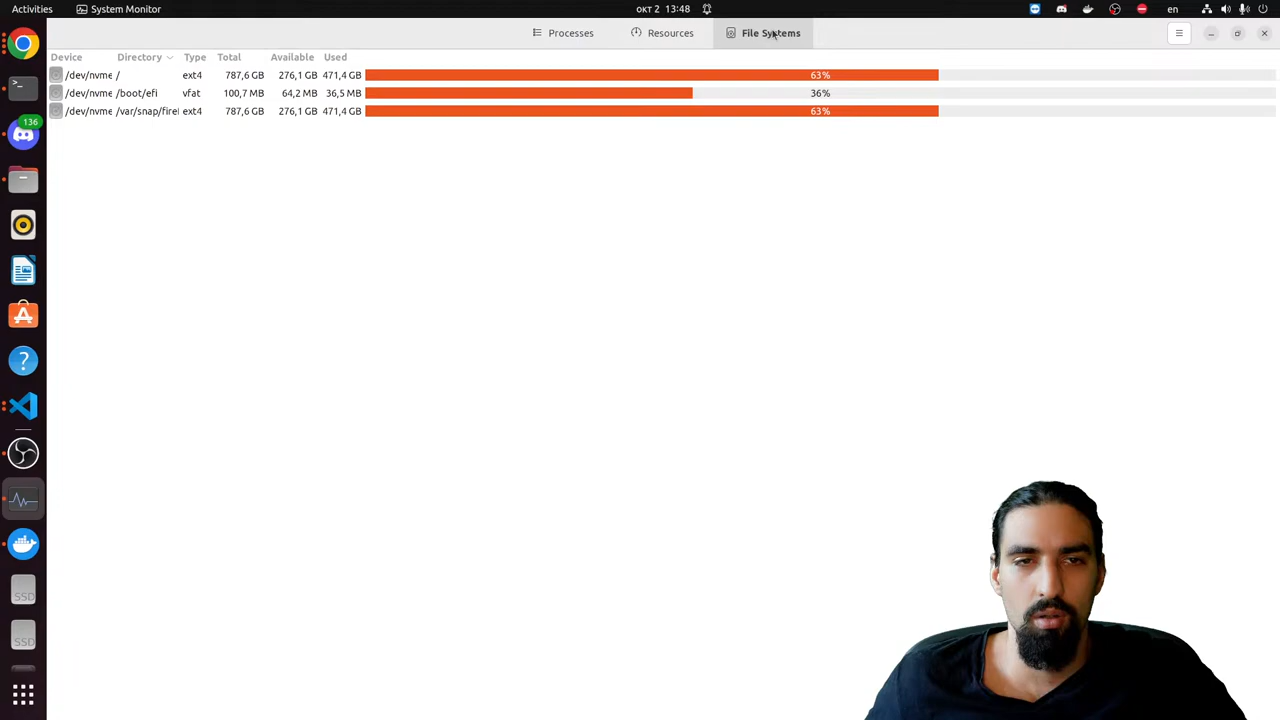 Activities System Monitor окт 2 13:48 en
Processes Resources File Systems
Device Directory Type Total Available Used
/dev/nvme / ext4 787,6 GB 276,1 GB 471,4 GB 63%
/dev/nvme /boot/efi vfat 100,7 MB 64,2 MB 36,5 MB 36%
/dev/nvme /var/snap/firef ext4 787,6 GB 276,1 GB 471,4 GB 63%
136
SSD
SSD